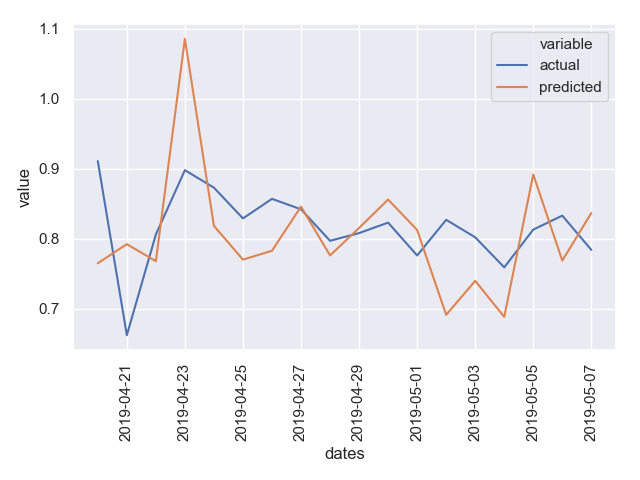 1.1
1.0
0.9
0.8
0.7
value
variable
actual
predicted
2019-04-21
2019-04-23
2019-04-25
2019-04-27
2019-04-29
2019-05-01
2019-05-03
2019-05-05
2019-05-07
dates